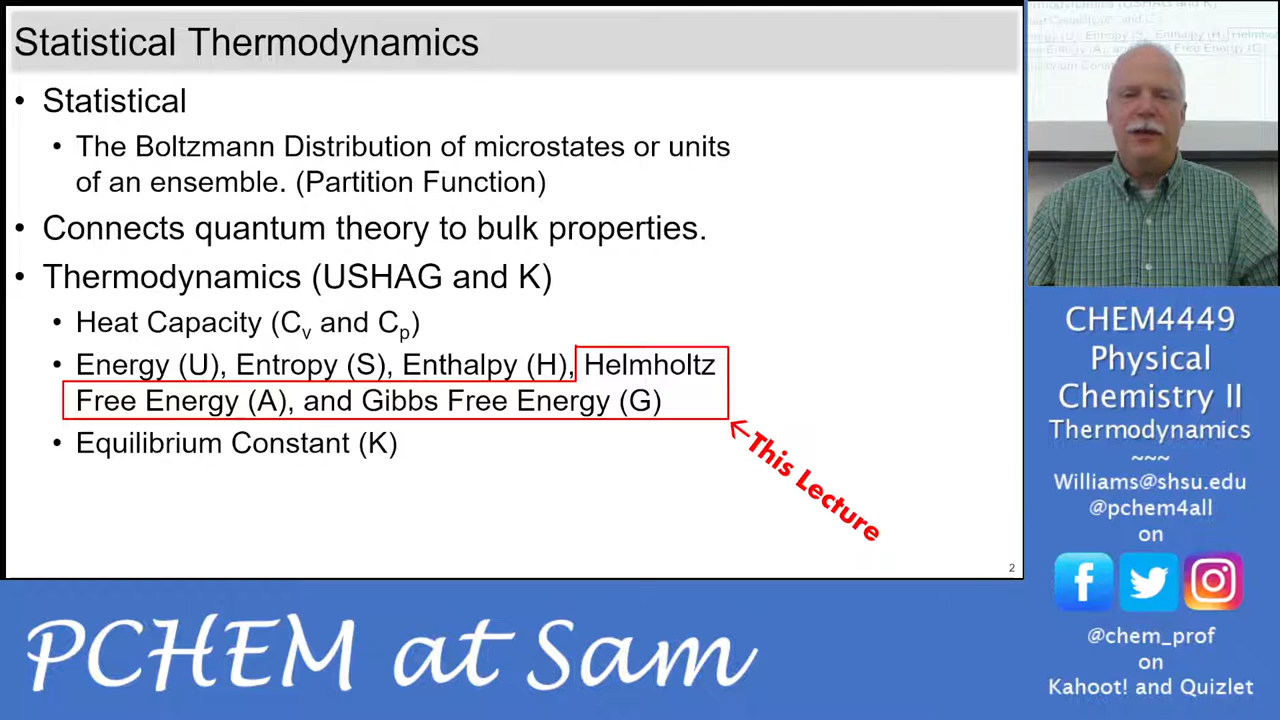 Statistical Thermodynamics
• Statistical
• The Boltzmann Distribution of microstates or units
of an ensemble. (Partition Function)
• Connects quantum theory to bulk properties.
• Thermodynamics (USHAG and K)
• Heat Capacity (Cv and Cp)
• Energy (U), Entropy (S), Enthalpy (H), Helmholtz
Free Energy (A), and Gibbs Free Energy (G)
• Equilibrium Constant (K)
←This Lecture
2
CHEM4449
Physical
Chemistry II
Thermodynamics
~~~
Williams@shsu.edu
@pchem4all
on
@chem_prof
on
Kahoot! and Quizlet
PCHEM at Sam